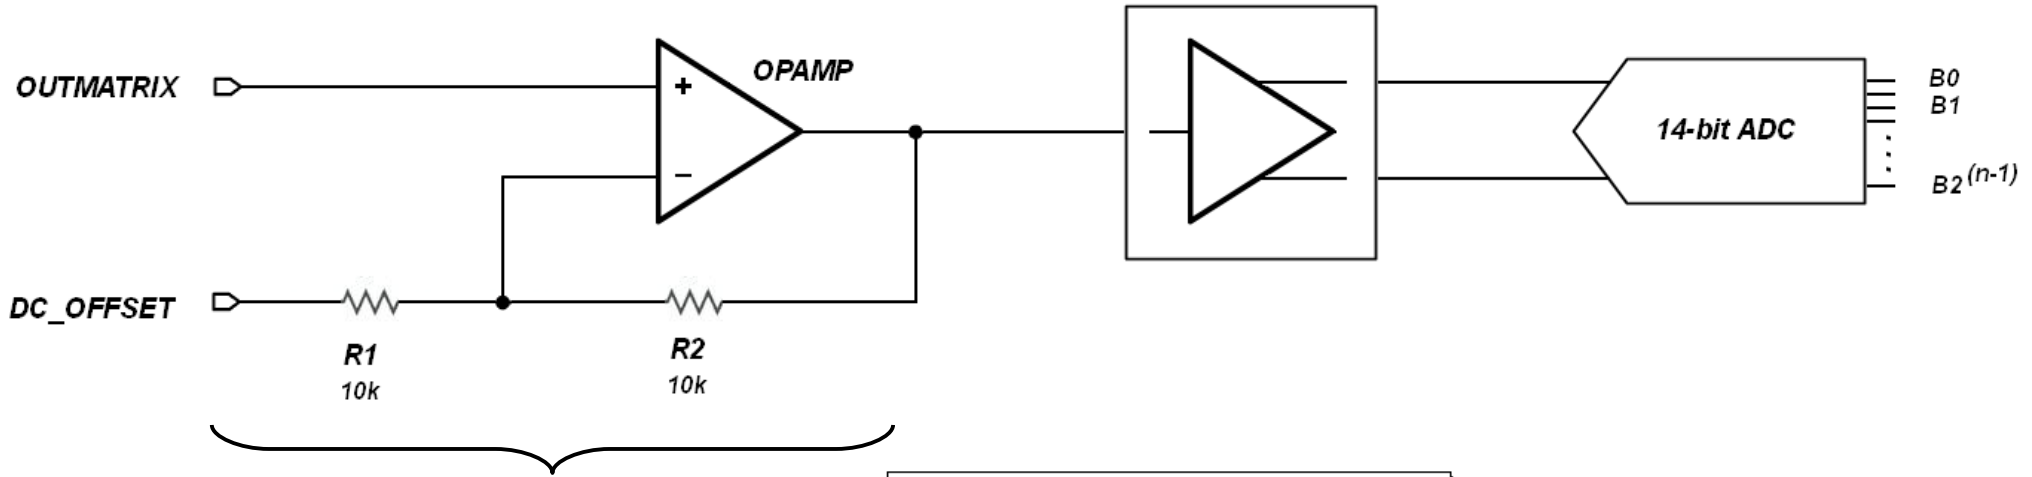 OUTMATRIX
+
OPAMP
−
DC_OFFSET
R1
10k
R2
10k
14-bit ADC
B0
B1
B2(n-1)